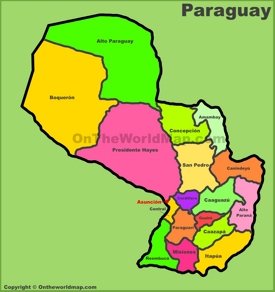 Paraguay
Alto Paraguay
Boquerón
OnTheWorldMap.com
Presidente Hayes
Concepción
Amambay
San Pedro
Canindeyú
Asunción
Central
Cordillera
Caaguazú
Alto
Paraná
Paraguarí
Guairá
Caazapá
Ñeembucú
Misiones
Itapúa
Copyright © Ontheworldmap.com